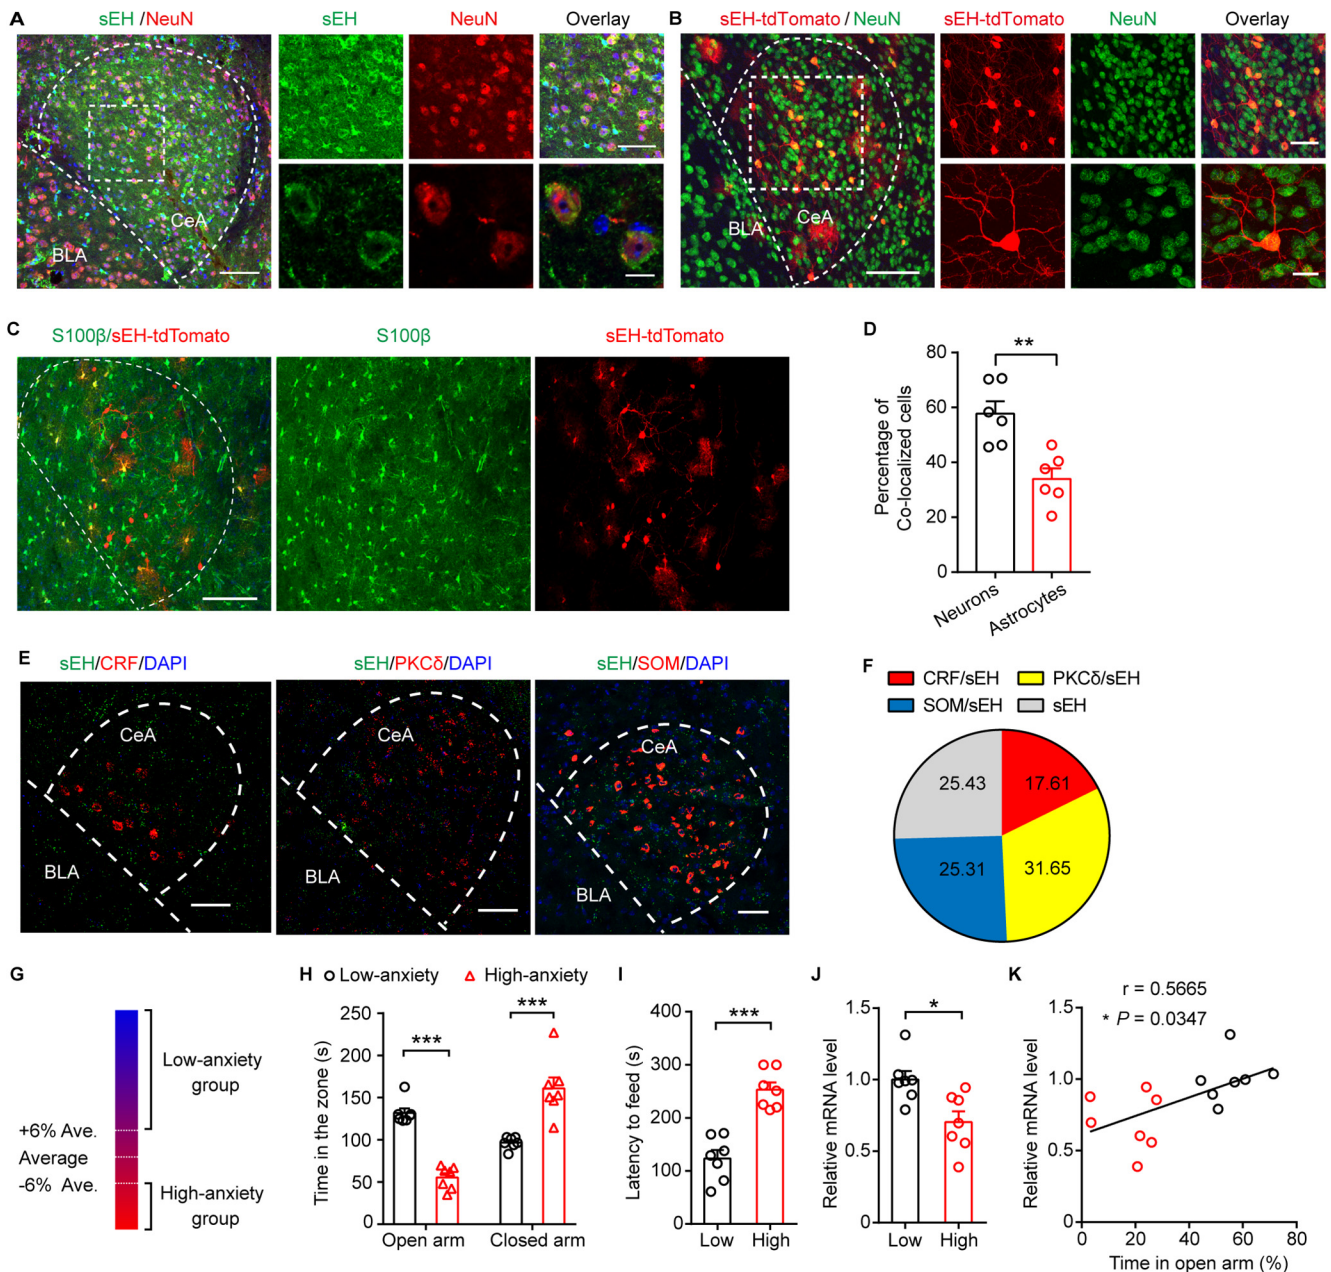 A
sEH /NeuN
sEH
NeuN
Overlay
CeA
BLA
B
sEH-tdTomato / NeuN
sEH-tdTomato
NeuN
Overlay
BLA
CeA
C
S100β/sEH-tdTomato
S100β
sEH-tdTomato
D
Percentage of
Co-localized cells
80
60
40
20
0
**
Neurons
Astrocytes
E
sEH/CRF/DAPI
sEH/PKCδ/DAPI
sEH/SOM/DAPI
CeA
BLA
CeA
BLA
CeA
BLA
F
CRF/sEH
PKCδ/sEH
SOM/sEH
sEH
25.43
17.61
25.31
31.65
G
Low-anxiety
group
+6% Ave.
Average
-6% Ave.
High-anxiety
group
H
Low-anxiety
High-anxiety
Time in the zone (s)
250
200
150
100
50
0
***
***
Open arm
Closed arm
I
Latency to feed (s)
400
300
200
100
0
***
Low
High
J
Relative mRNA level
1.5
1.0
0.5
0
*
Low
High
K
r = 0.5665
* P = 0.0347
Relative mRNA level
1.5
1.0
0.5
0
0
20
40
60
80
Time in open arm (%)